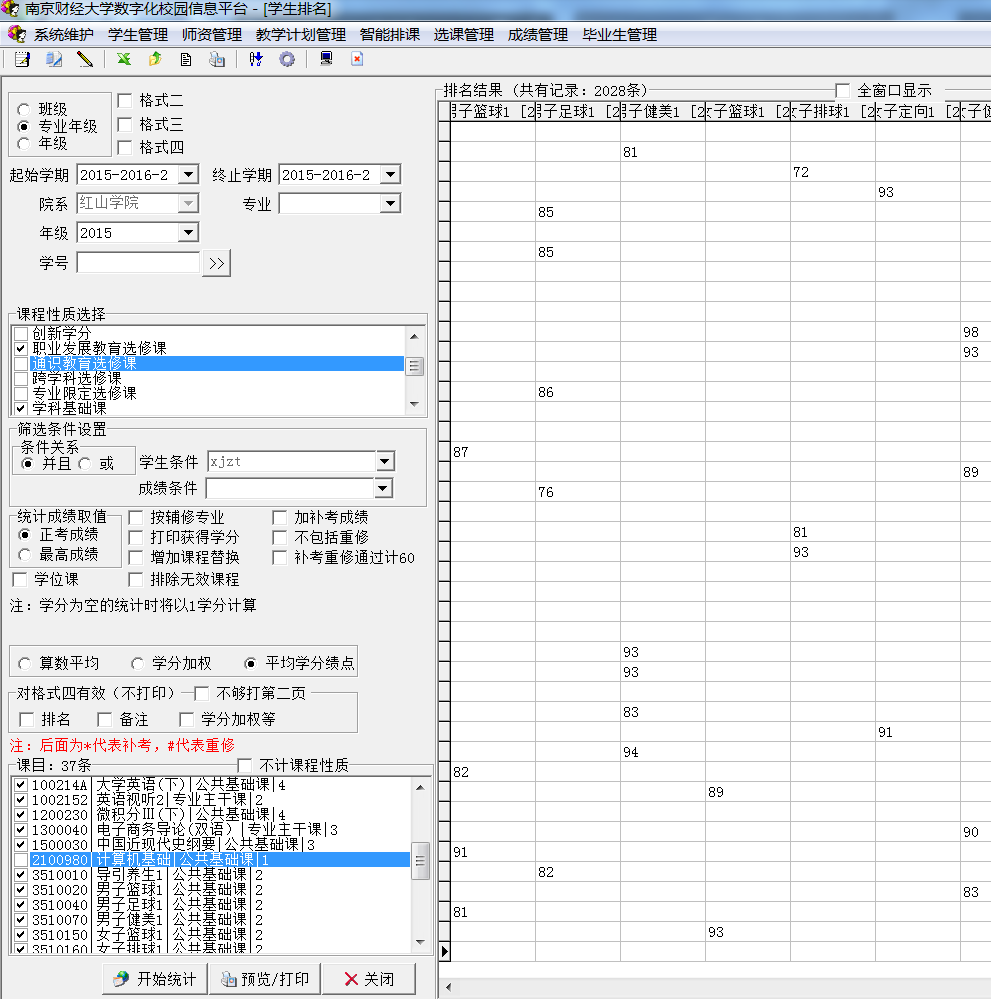 南京财经大学数字化校园信息平台 - [学生排名]
系统维护 学生管理 师资管理 教学计划管理 智能排课 选课管理 成绩管理 毕业生管理
班级
专业年级
年级
格式二
格式三
格式四
起始学期 2015-2016-2 终止学期 2015-2016-2
院系 红山学院 专业
年级 2015
学号 >>
课程性质选择
创新学分
职业发展教育选修课
通识教育选修课
跨学科选修课
专业限定选修课
学科基础课
筛选条件设置
条件关系
并且 或
学生条件 xjzt
成绩条件
统计成绩取值
正考成绩
最高成绩
按辅修专业 加补考成绩
打印获得学分 不包括重修
增加课程替换 补考重修通过计60
学位课 排除无效课程
注: 学分为空的统计时将以1学分计算
算数平均 学分加权 平均学分绩点
对格式四有效（不打印） 不够打第二页
排名 备注 学分加权等
注: 后面为*代表补考, #代表重修
课目: 37条 不计课程性质
100214A|大学英语(下)|公共基础课|4
1002152|英语视听2|专业主干课|2
1200230|微积分Ⅲ(下)|公共基础课|4
1300040|电子商务导论(双语)|专业主干课|3
1500030|中国近现代史纲要|公共基础课|3
2100980|计算机基础|公共基础课|1
3510010|导引养生1|公共基础课|2
3510020|男子篮球1|公共基础课|2
3510040|男子足球1|公共基础课|2
3510070|男子健美1|公共基础课|2
3510150|女子篮球1|公共基础课|2
3510160|女子排球1|公共基础课|2
开始统计 预览/打印 关闭
排名结果（共有记录: 2028条） 全窗口显示
子篮球1 [2 子足球1 [2 子健美1 [2 子篮球1 [2 子排球1 [2 子定向1 [2
81
72
93
85
85
98
93
86
87
89
76
81
93
93
93
83
91
94
82
89
90
91
82
83
81
93